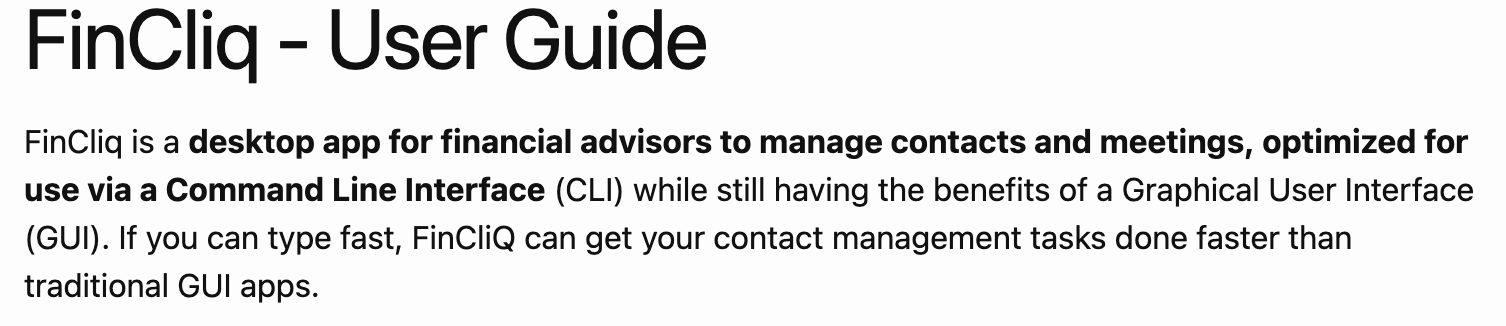 FinCliq - User Guide
FinCliq is a desktop app for financial advisors to manage contacts and meetings, optimized for
use via a Command Line Interface (CLI) while still having the benefits of a Graphical User Interface
(GUI). If you can type fast, FinCliQ can get your contact management tasks done faster than
traditional GUI apps.